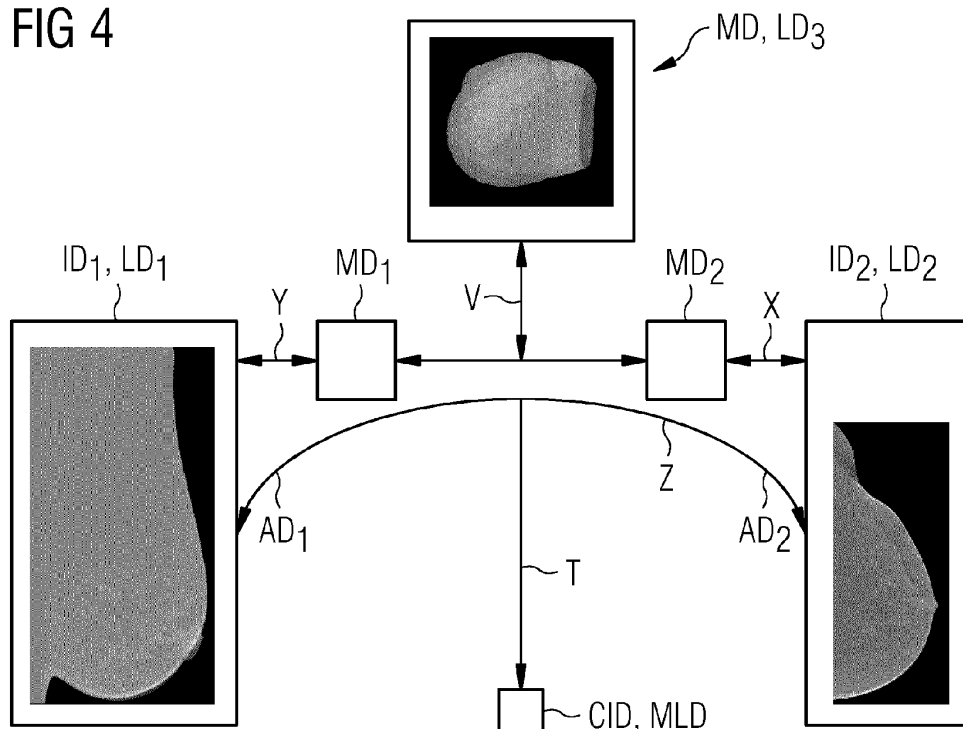 FIG 4
MD, LD3
ID1, LD1
MD1
V
MD2
ID2, LD2
Y
X
Z
AD1
AD2
T
CID, MLD